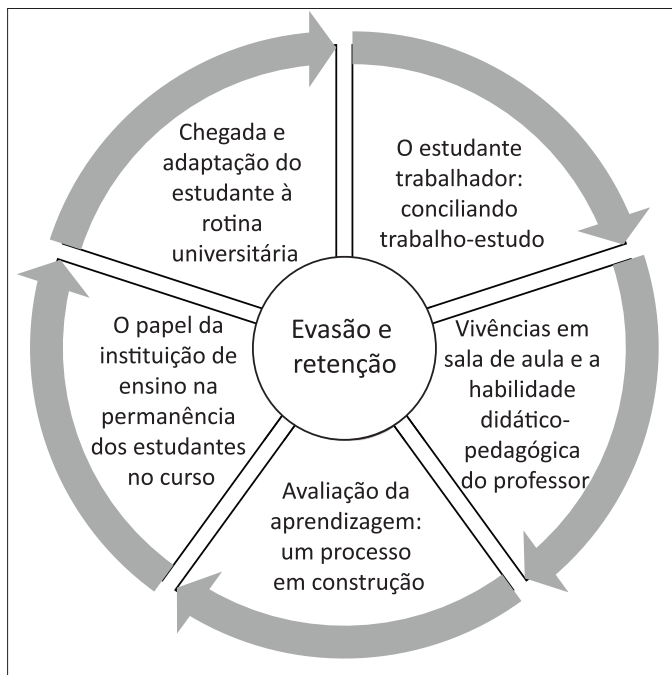 Chegada e
adaptação do
estudante à
rotina
universitária
O estudante
trabalhador:
conciliando
trabalho-estudo
Vivências em
sala de aula e a
habilidade
didático-
pedagógica
do professor
Avaliação da
aprendizagem:
um processo
em construção
O papel da
instituição de
ensino na
permanência
dos estudantes
no curso
Evasão e
retenção